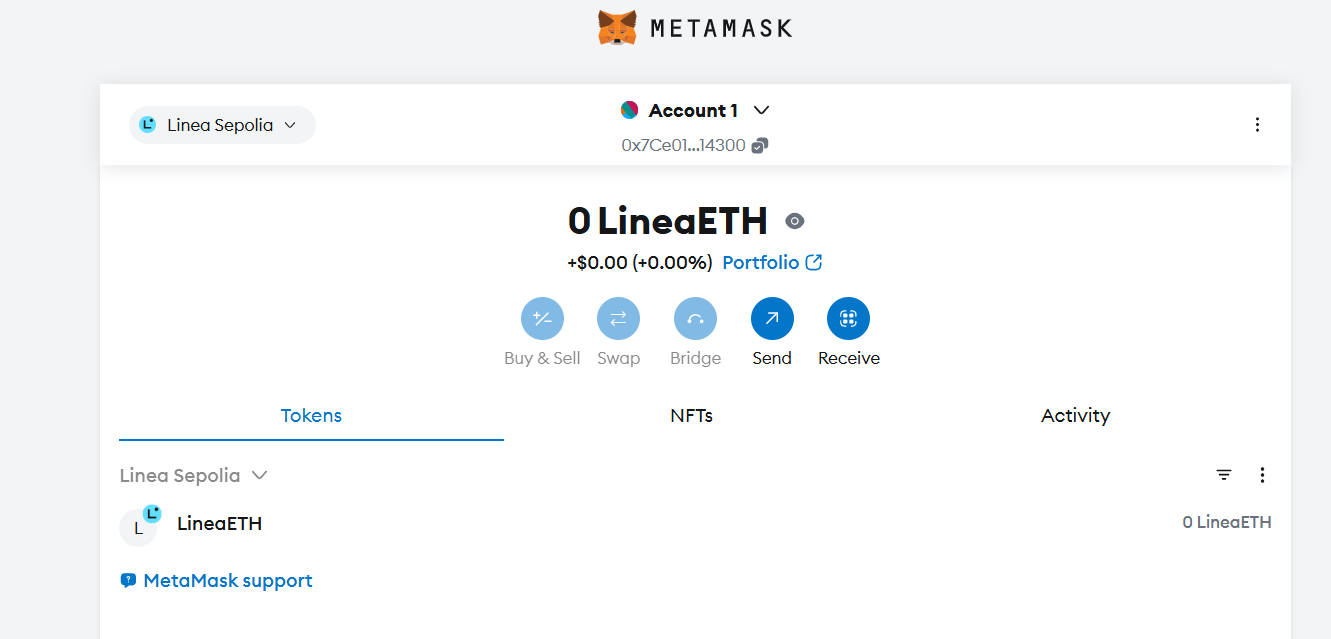 METAMASK
Linea Sepolia
Account 1
0x7Ce01...14300
0 LineaETH
+$0.00 (+0.00%) Portfolio
Buy & Sell Swap Bridge Send Receive
Tokens NFTs Activity
Linea Sepolia
L LineaETH 0 LineaETH
MetaMask support